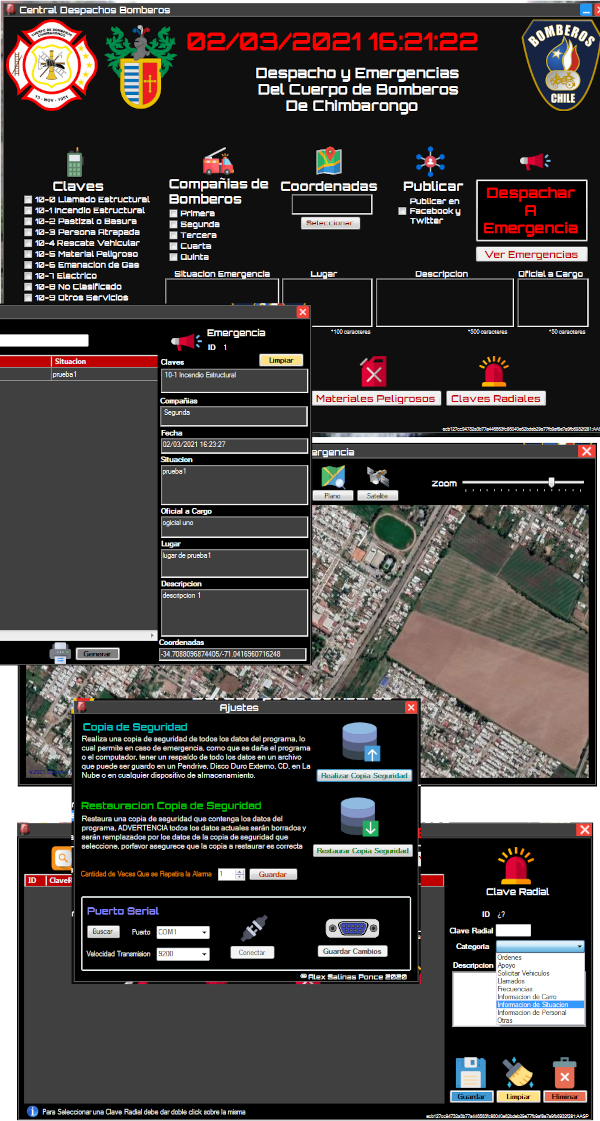 Central Despachos Bomberos
02/03/2021 16:21:22
CUERPO DE BOMBEROS
CHIMBARONGO
13 - NOV - 1951
BOMBEROS
CHILE
Despacho y Emergencias
Del Cuerpo de Bomberos
De Chimbarongo
Claves
10-0 Llamado Estructural
10-1 Incendio Estructural
10-2 Pastizal o Basura
10-3 Persona Atrapada
10-4 Rescate Vehicular
10-5 Material Peligroso
10-6 Emanacion de Gas
10-7 Electrico
10-8 No Clasificado
10-9 Otros Servicios
Compañias de
Bomberos
Primera
Segunda
Tercera
Cuarta
Quinta
Coordenadas
Seleccionar
Publicar
Publicar en
Facebook y
Twitter
Despachar
A
Emergencia
Ver Emergencias
Situacion Emergencia
Lugar
Descripcion
Oficial a Cargo
*100 caracteres
*500 caracteres
*50 caracteres
Materiales Peligrosos
Claves Radiales
Situacion
prueba1
Emergencia
ID 1
Limpiar
Claves
10-1 Incendio Estructural
Compañias
Segunda
Fecha
02/03/2021 16:23:27
Situacion
prueba1
Oficial a Cargo
ogicial uno
Lugar
lugar de prueba1
Descripcion
descripcion 1
Coordenadas
-34.7088096874405/-71.0416960716248
Generar
ergencia
Plano
Satelite
Zoom
Ajustes
Copia de Seguridad
Realiza una copia de seguridad de todos los datos del programa, lo
cual permite en caso de emergencia, como que se dañe el programa
o el computador, tener un respaldo de todo los datos en un archivo
que puede ser guardo en un Pendrive, Disco Duro Externo, CD, en La
Nube o en cualquier dispositivo de almacenamiento.
Realizar Copia Seguridad
Restauracion Copia de Seguridad
Restaura una copia de seguridad que contenga los datos del
programa, ADVERTENCIA todos los datos actuales serán borrados y
serán remplazados por los datos de la copia de seguridad que
seleccione, porfavor asegurece que la copia a restaurar es correcta
Restaurar Copia Seguridad
Cantidad de Veces Que se Repetira la Alarma
1
Guardar
Puerto Serial
Buscar
Puerto
COM1
Velocidad Transmision
9200
Conectar
Guardar Cambios
© Alex Salinas Ponce 2020
ID
ClaveR
Clave Radial
ID ¿?
Clave Radial
Categoria
Descripcion
Ordenes
Apoyo
Solicitar Vehiculos
Llamados
Frecuencias
Informacion de Carro
Informacion de Situacion
Informacion de Personal
Otras
Guardar
Limpiar
Eliminar
Para Seleccionar una Clave Radial debe dar doble click sobre la misma